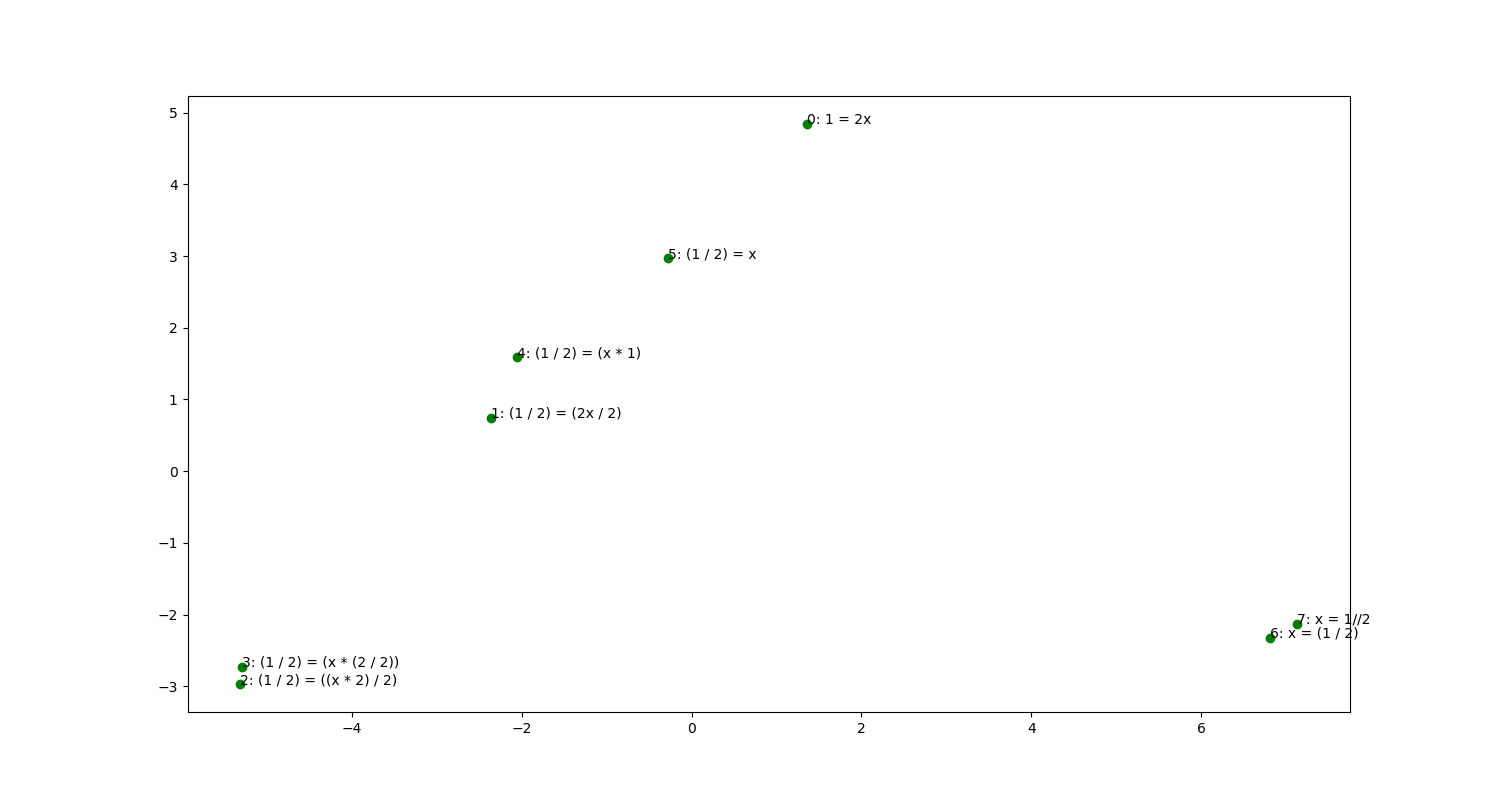 5
0: 1 = 2x
4
3
5: (1 / 2) = x
2
4: (1 / 2) = (x * 1)
1
1: (1 / 2) = (2x / 2)
0
−1
−2
7: x = 1//2
6: x = (1 / 2)
3: (1 / 2) = (x * (2 / 2))
2: (1 / 2) = ((x * 2) / 2)
−3
−4 −2 0 2 4 6